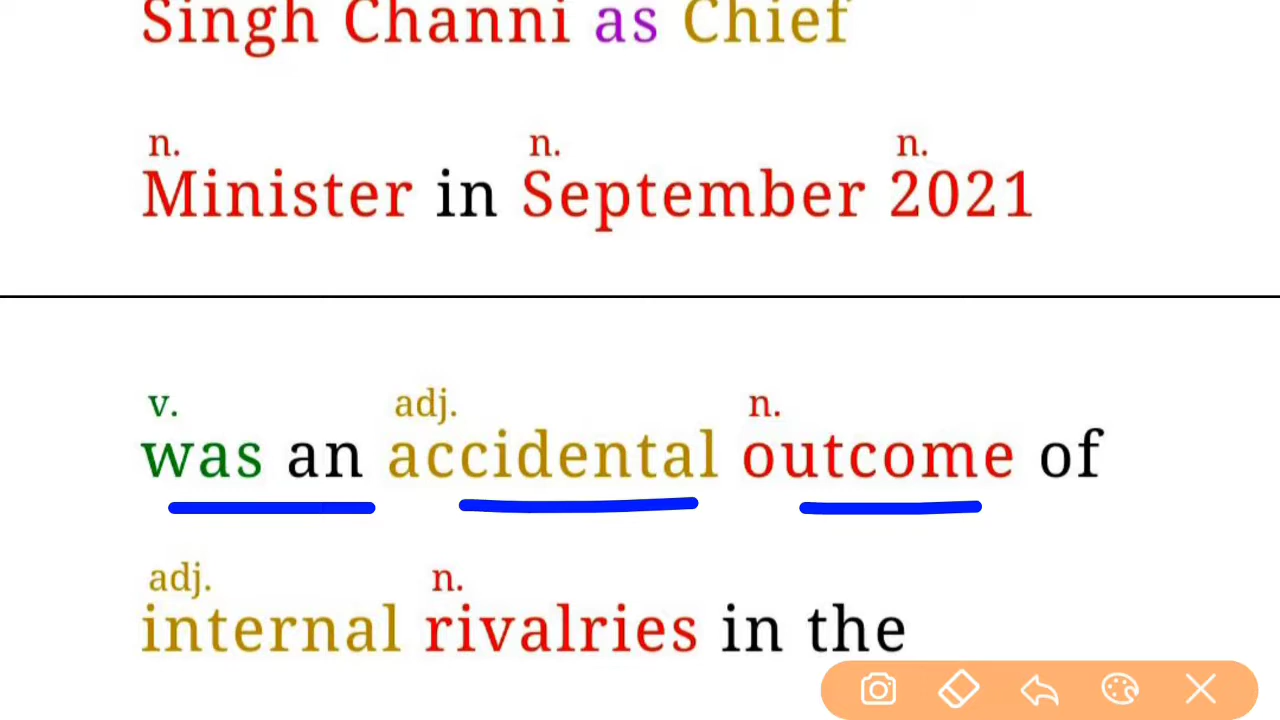 Singh Channi as Chief
n. n. n.
Minister in September 2021
v. adj. n.
was an accidental outcome of
adj. n.
internal rivalries in the